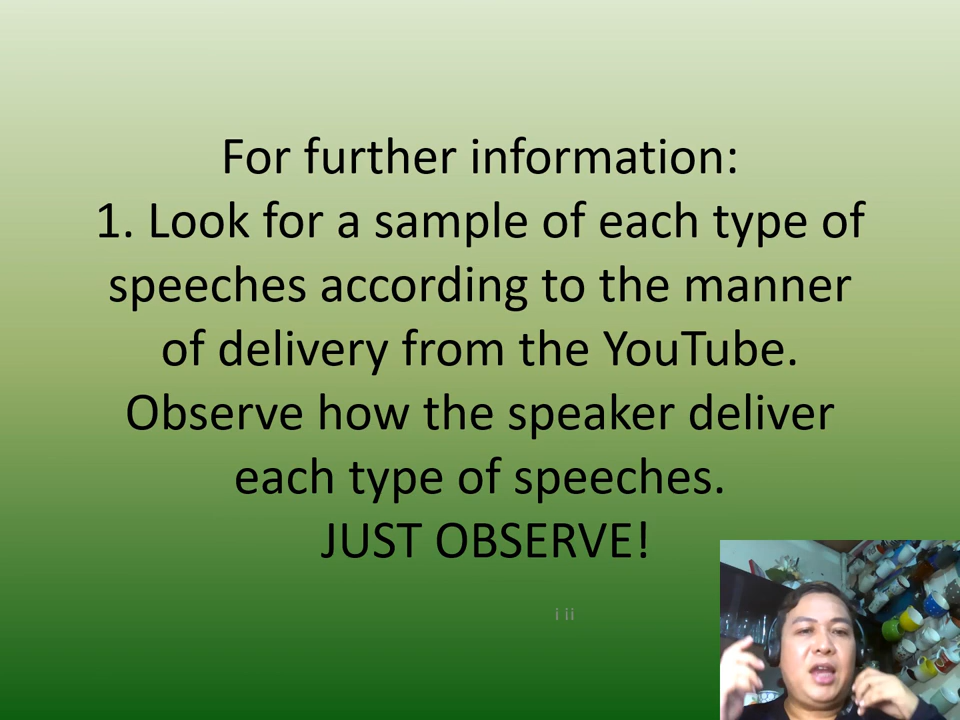 For further information:
1. Look for a sample of each type of
speeches according to the manner
of delivery from the YouTube.
Observe how the speaker deliver
each type of speeches.
JUST OBSERVE!
i ii